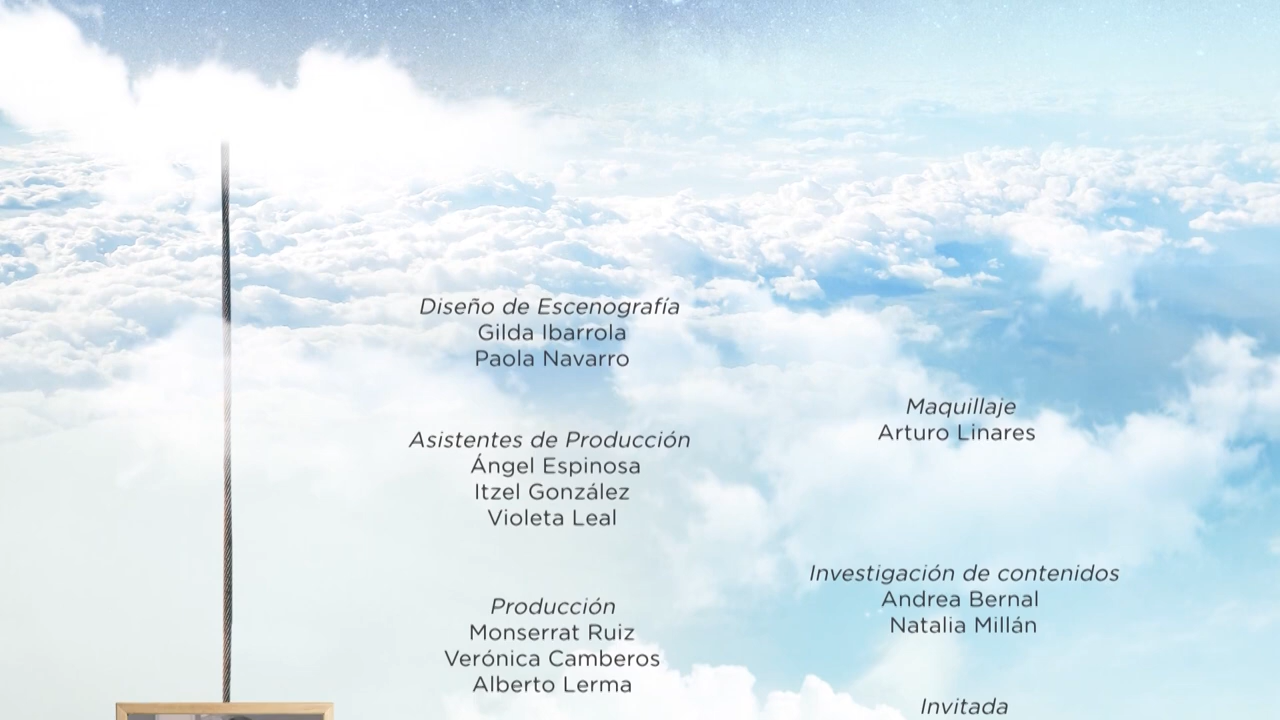 Diseño de Escenografía
Gilda Ibarrola
Paola Navarro
Asistentes de Producción
Ángel Espinosa
Itzel González
Violeta Leal
Producción
Monserrat Ruiz
Verónica Camberos
Alberto Lerma
Maquillaje
Arturo Linares
Investigación de contenidos
Andrea Bernal
Natalia Millán
Invitada